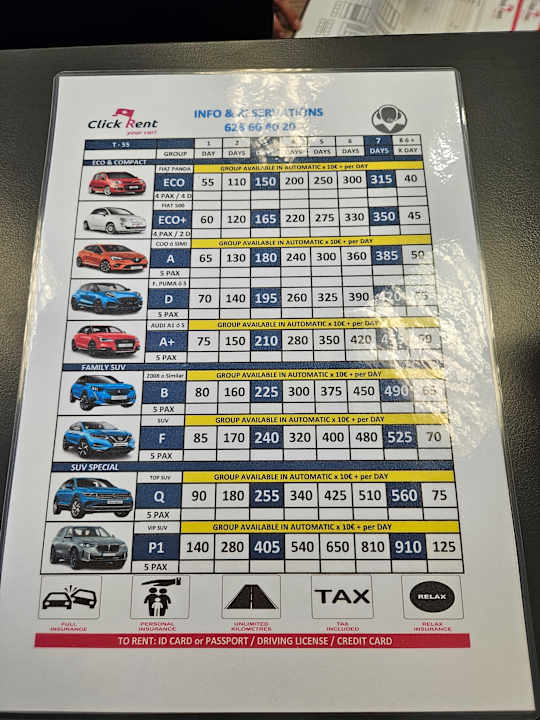 Click Rent
your car!
INFO & RESERVATIONS
T - 55 1 2 4 5 6 7 8 ó +
GROUP DAY DAYS DAYS DAYS DAYS X DAY
ECO & COMPACT
FIAT PANDA GROUP AVAILABLE IN AUTOMATIC x 10€ + per DAY
ECO 55 110 150 200 250 300 315 40
4 PAX / 4 D
FIAT 500
ECO+ 60 120 165 220 275 330 350 45
4 PAX / 2 D
GROUP AVAILABLE IN AUTOMATIC x 10€ + per DAY
A 65 130 180 240 300 360 385 50
5 PAX
F. PUMA ó S
D 70 140 195 260 325 390 420
5 PAX
AUDI A1 ó S GROUP AVAILABLE IN AUTOMATIC x 10€ + per DAY
A+ 75 150 210 280 350 420
5 PAX
FAMILY SUV
2008 ó Similar GROUP AVAILABLE IN AUTOMATIC x 10€ + per DAY
B 80 160 225 300 375 450 490 65
5 PAX
SUV GROUP AVAILABLE IN AUTOMATIC x 10€ + per DAY
F 85 170 240 320 400 480 525 70
5 PAX
SUV SPECIAL
TOP SUV GROUP AVAILABLE IN AUTOMATIC x 10€ + per DAY
Q 90 180 255 340 425 510 560 75
5 PAX
VIP SUV GROUP AVAILABLE IN AUTOMATIC x 10€ + per DAY
P1 140 280 405 540 650 810 910 125
5 PAX
TAX RELAX
FULL INSURANCE PERSONAL INSURANCE UNLIMITED KILOMETRES TAX INCLUDED RELAX INSURANCE
TO RENT: ID CARD or PASSPORT / DRIVING LICENSE / CREDIT CARD